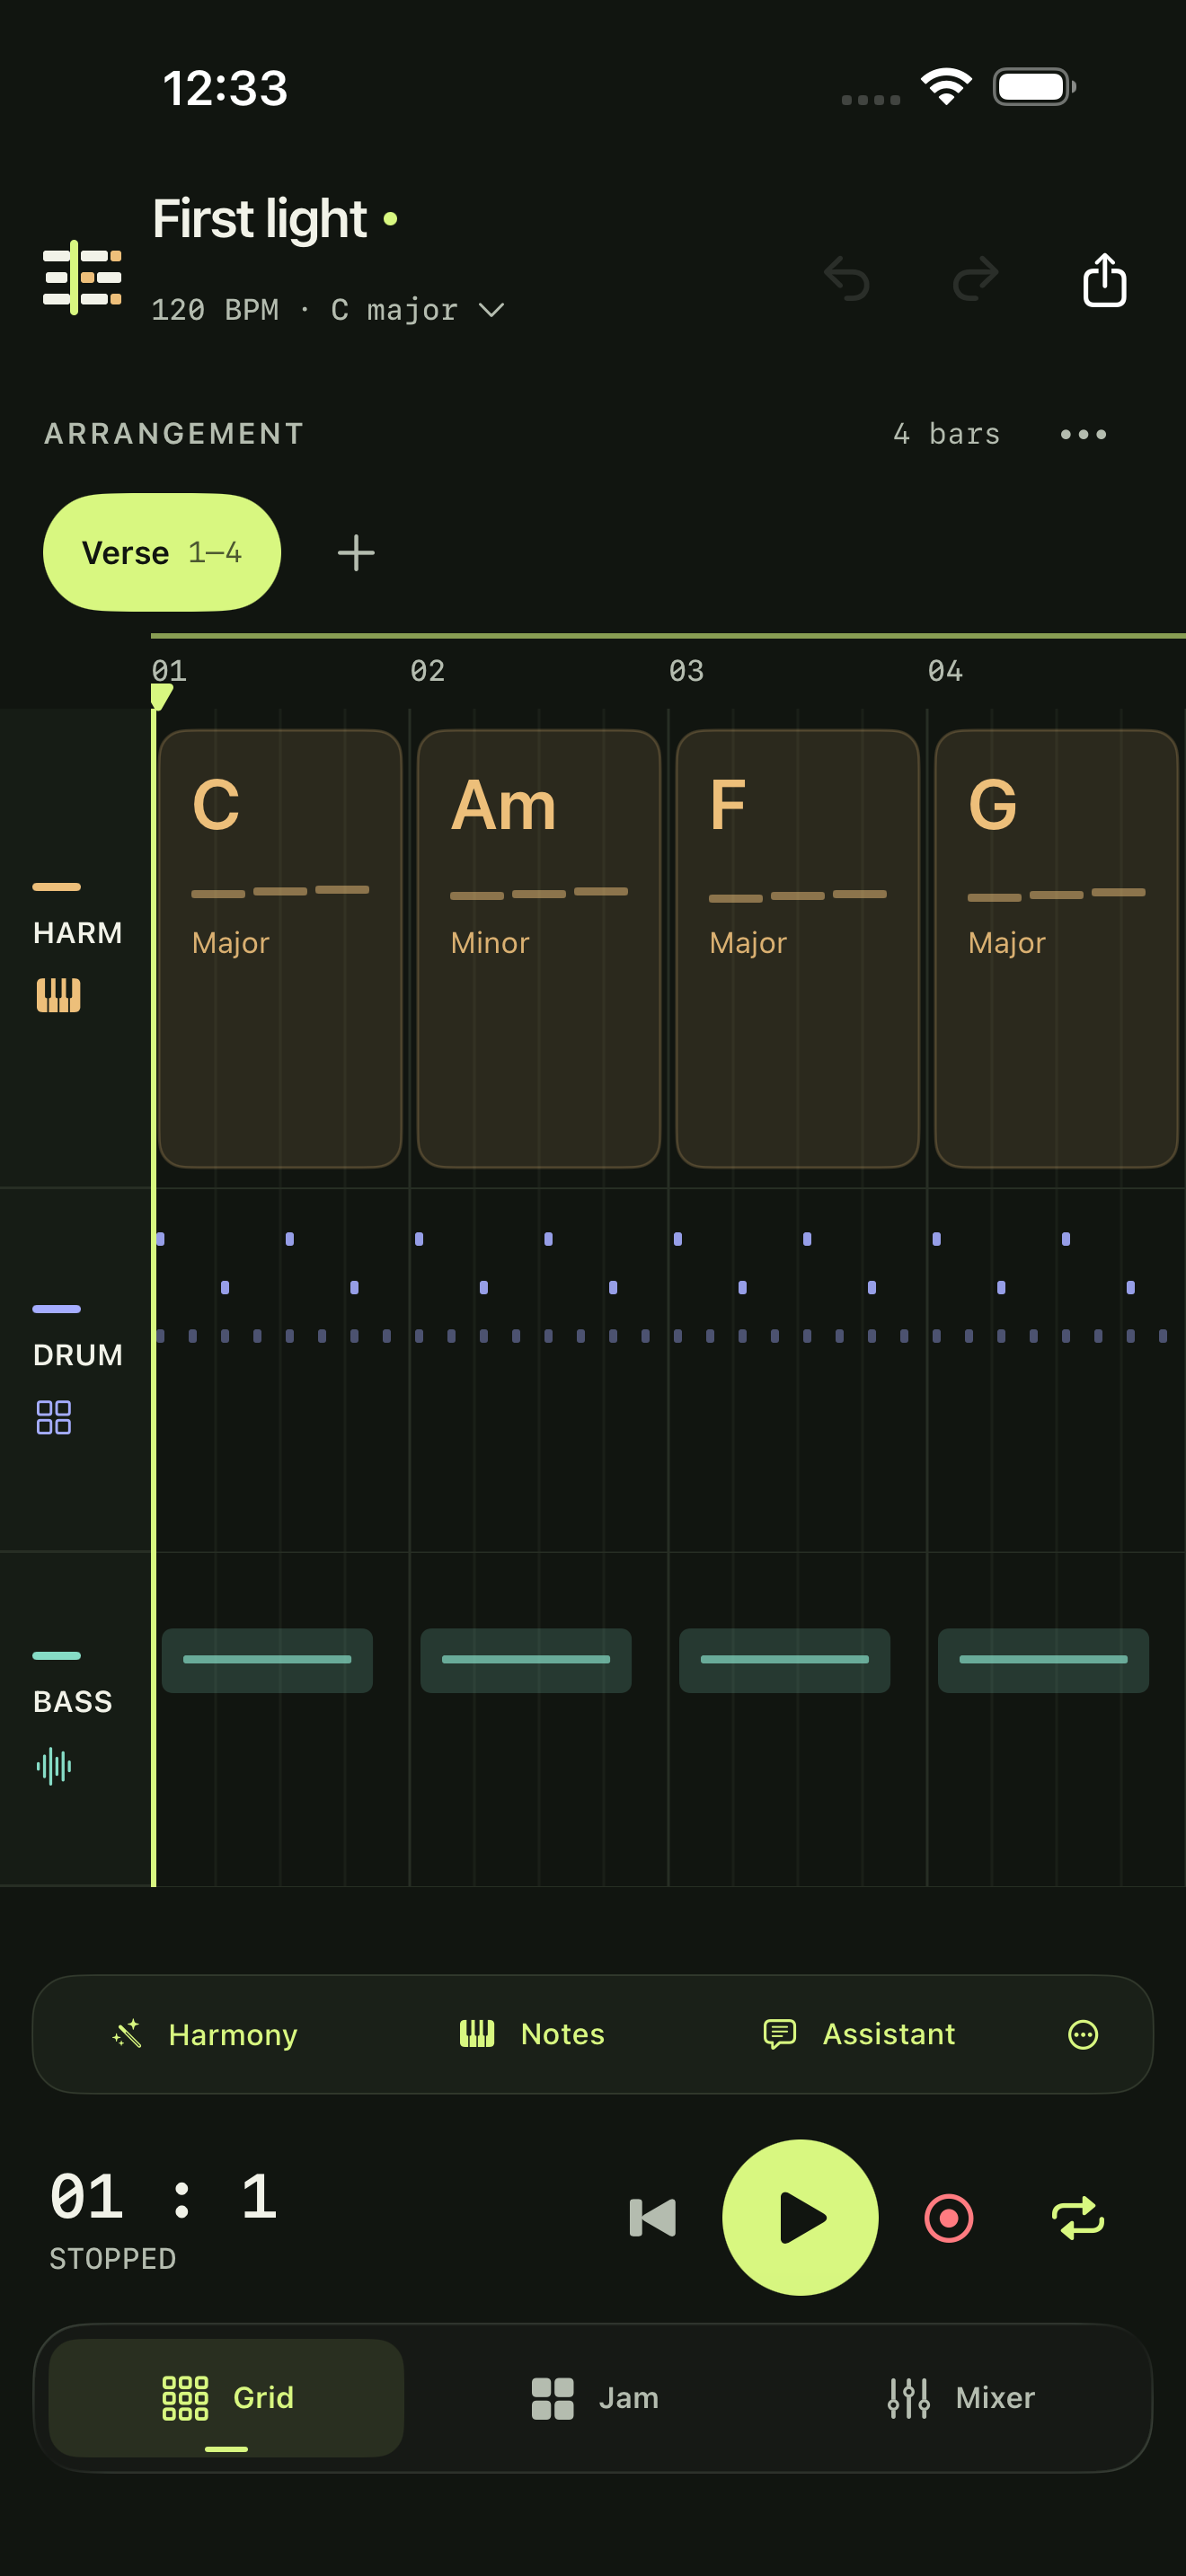 12:33
First light
120 BPM · C major
ARRANGEMENT 4 bars
Verse 1–4
01 02 03 04
C Am F G
Major Minor Major Major
HARM
DRUM
BASS
Harmony Notes Assistant
01 : 1
STOPPED
Grid Jam Mixer